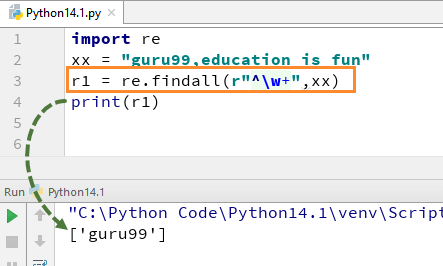 Python14.1.py ×
1 import re
2 xx = "guru99,education is fun"
3 r1 = re.findall(r"^\w+",xx)
4 print(r1)
5
6
Run Python14.1
"C:\Python Code\Python14.1\venv\Script
['guru99']